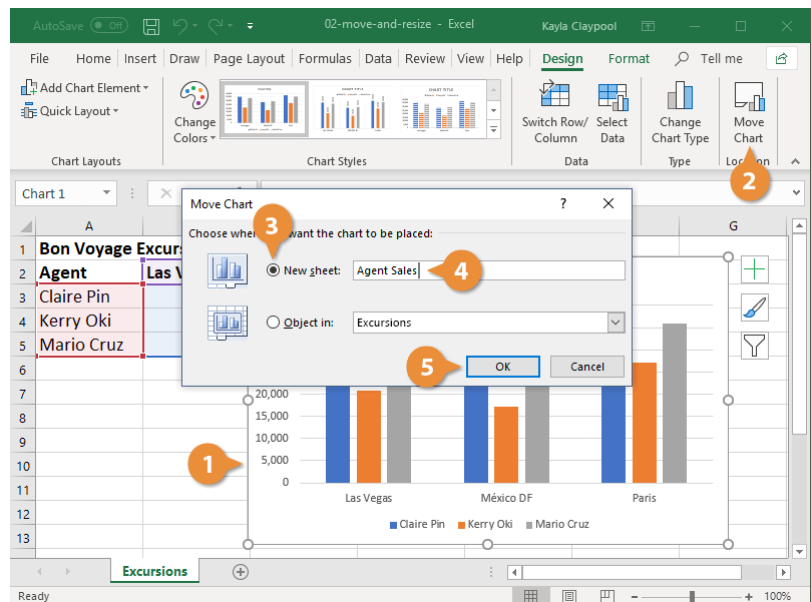 AutoSave Off 02-move-and-resize - Excel Kayla Claypool
File Home Insert Draw Page Layout Formulas Data Review View Help Design Format Tell me
Add Chart Element
Quick Layout
Change
Colors
CHART TITLE
CHART TITLE
Switch Row/
Column
Select
Data
Change
Chart Type
Move
Chart
Chart Layouts Chart Styles Data Type
2
Chart 1
Move Chart ? X
3
Choose want the chart to be placed:
New sheet: Agent Sales
4
Object in: Excursions
5
OK Cancel
A G
1 Bon Voyage Excur
2 Agent Las
3 Claire Pin
4 Kerry Oki
5 Mario Cruz
6
7
8
9
10
11
12
13
20,000
15,000
10,000
5,000
0
1
Las Vegas México DF Paris
Claire Pin Kerry Oki Mario Cruz
Excursions
Ready 100%